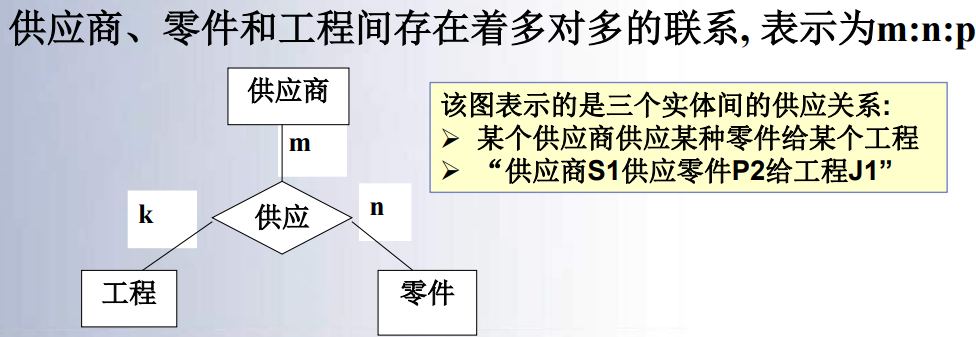 供应商、零件和工程间存在着多对多的联系, 表示为m:n:p
供应商
m
k
供应
n
工程
零件
该图表示的是三个实体间的供应关系:
➢ 某个供应商供应某种零件给某个工程
➢ “供应商S1供应零件P2给工程J1”